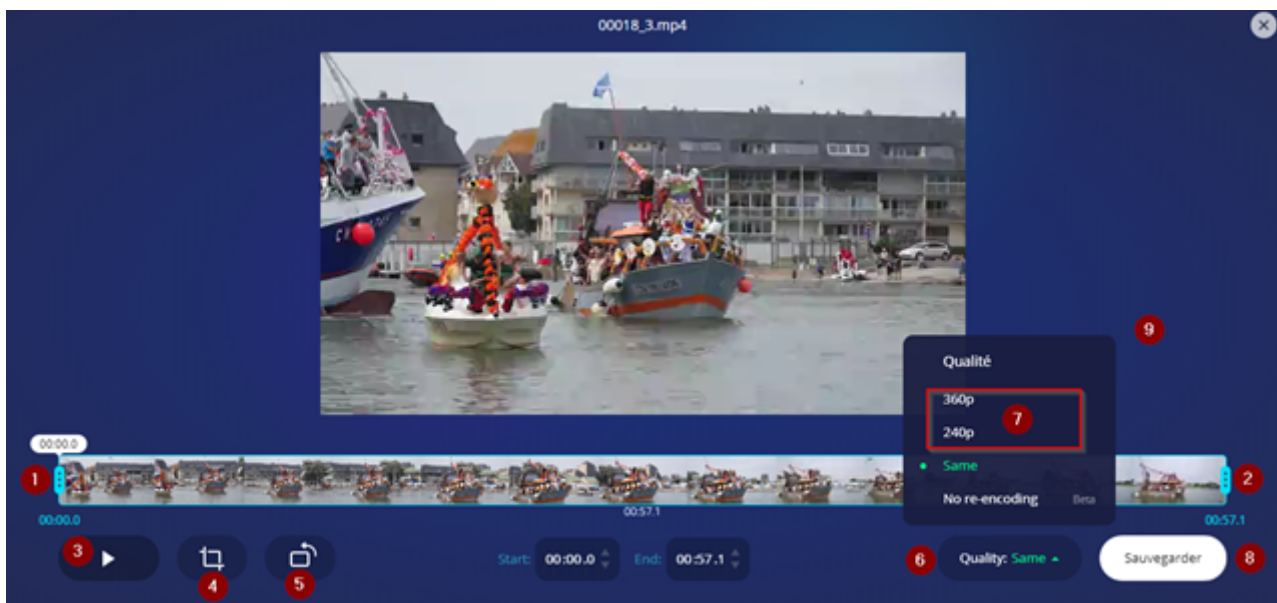 00018_3.mp4
9
Qualité
360p
7
240p
Same
No re-encoding Beta
00:00.0
1
2
00:00.0
00:57.1
00:57.1
3
4
5
Start: 00:00.0 End: 00:57.1
6
Quality: Same
Sauvegarder
8